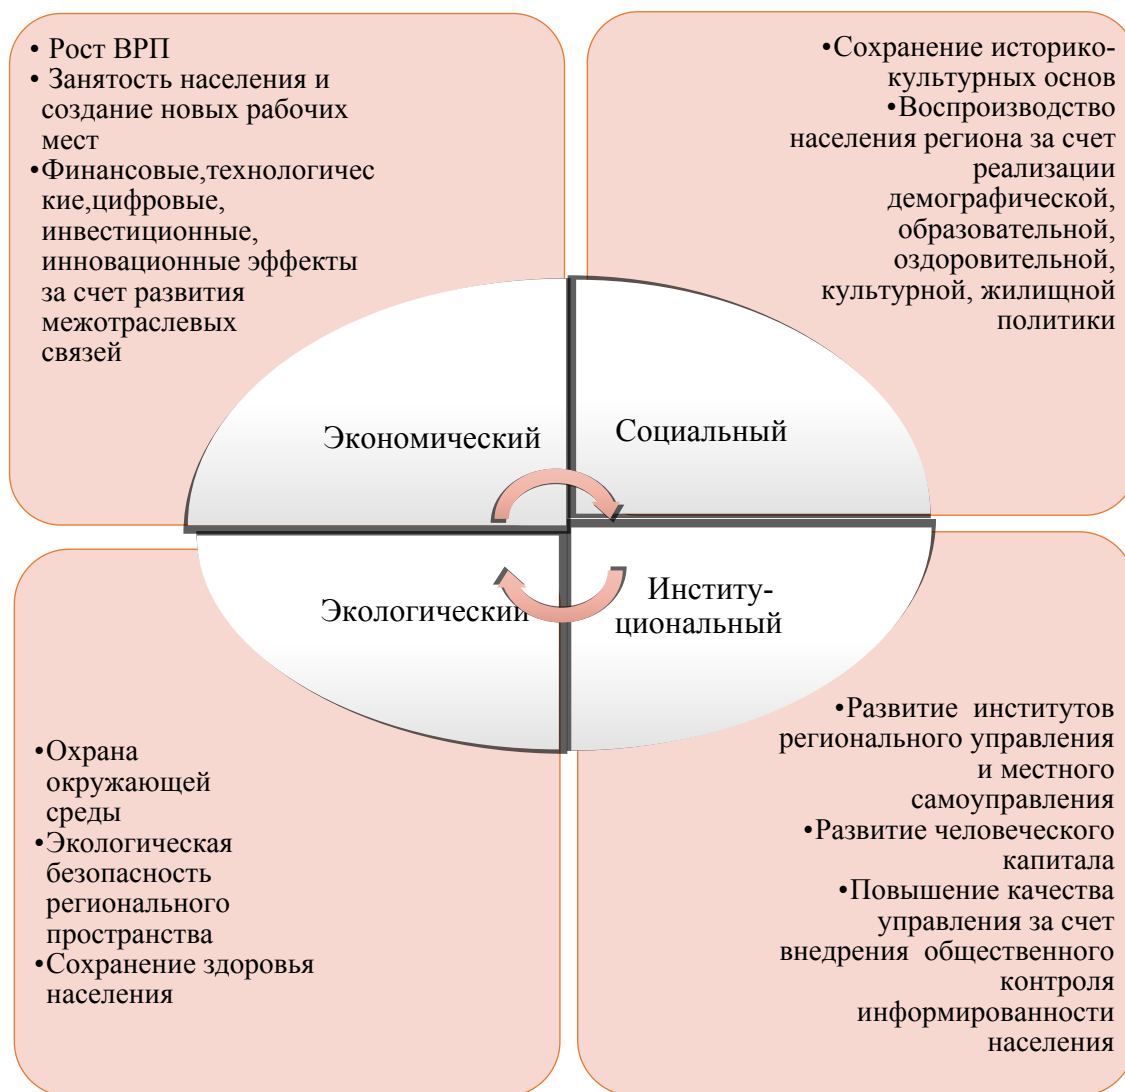 • Рост ВРП
• Занятость населения и
создание новых рабочих
мест
•Финансовые,технологичес
кие,цифровые,
инвестиционные,
инновационные эффекты
за счет развития
межотраслевых
связей
•Сохранение историко-
культурных основ
•Воспроизводство
населения региона за счет
реализации
демографической,
образовательной,
оздоровительной,
культурной, жилищной
политики
Экономический
Социальный
Экологический
Институ-
циональный
•Охрана
окружающей
среды
•Экологическая
безопасность
регионального
пространства
•Сохранение здоровья
населения
•Развитие институтов
регионального управления
и местного
самоуправления
•Развитие человеческого
капитала
•Повышение качества
управления за счет
внедрения общественного
контроля
информированности
населения